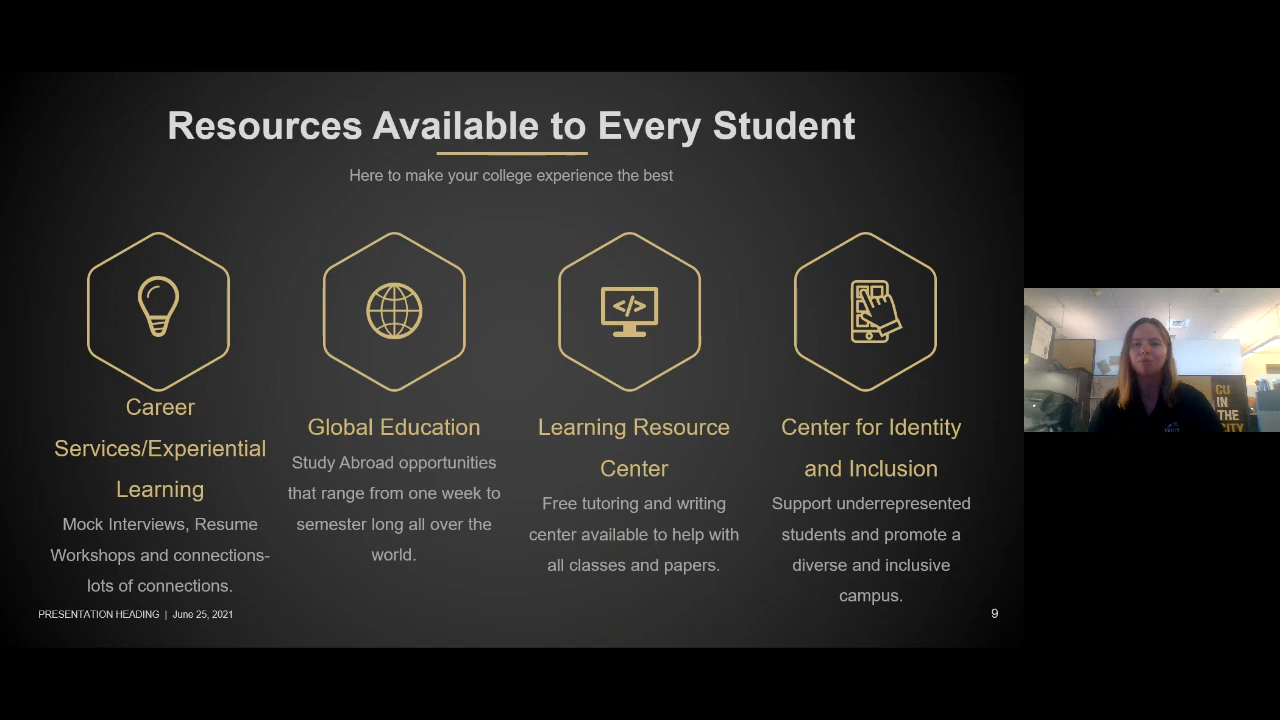 Resources Available to Every Student
Here to make your college experience the best
</>
Career
Services/Experiential
Learning
Mock Interviews, Resume
Workshops and connections-
lots of connections.
Global Education
Study Abroad opportunities
that range from one week to
semester long all over the
world.
Learning Resource
Center
Free tutoring and writing
center available to help with
all classes and papers.
Center for Identity
and Inclusion
Support underrepresented
students and promote a
diverse and inclusive
campus.
PRESENTATION HEADING | June 25, 2021
9
CU
IN
THE
CITY